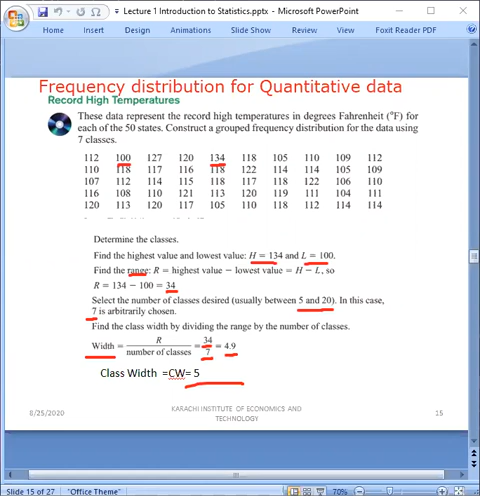 Lecture 1 Introduction to Statistics.pptx - Microsoft PowerPoint
Home Insert Design Animations Slide Show Review View Foxit Reader PDF
Frequency distribution for Quantitative data
Record High Temperatures
These data represent the record high temperatures in degrees Fahrenheit (°F) for
each of the 50 states. Construct a grouped frequency distribution for the data using
7 classes.
112 100 127 120 134 118 105 110 109 112
110 118 117 116 118 122 114 114 105 109
107 112 114 115 118 117 118 122 106 110
116 108 110 121 113 120 119 111 104 111
120 113 120 117 105 110 118 112 114 114
Determine the classes.
Find the highest value and lowest value: H = 134 and L = 100.
Find the range: R = highest value − lowest value = H − L, so
R = 134 − 100 = 34
Select the number of classes desired (usually between 5 and 20). In this case,
7 is arbitrarily chosen.
Find the class width by dividing the range by the number of classes.
Width = R / number of classes = 34 / 7 = 4.9
Class Width =CW= 5
8/25/2020 KARACHI INSTITUTE OF ECONOMICS AND 15
TECHNOLOGY
Slide 15 of 27 "Office Theme" 70%